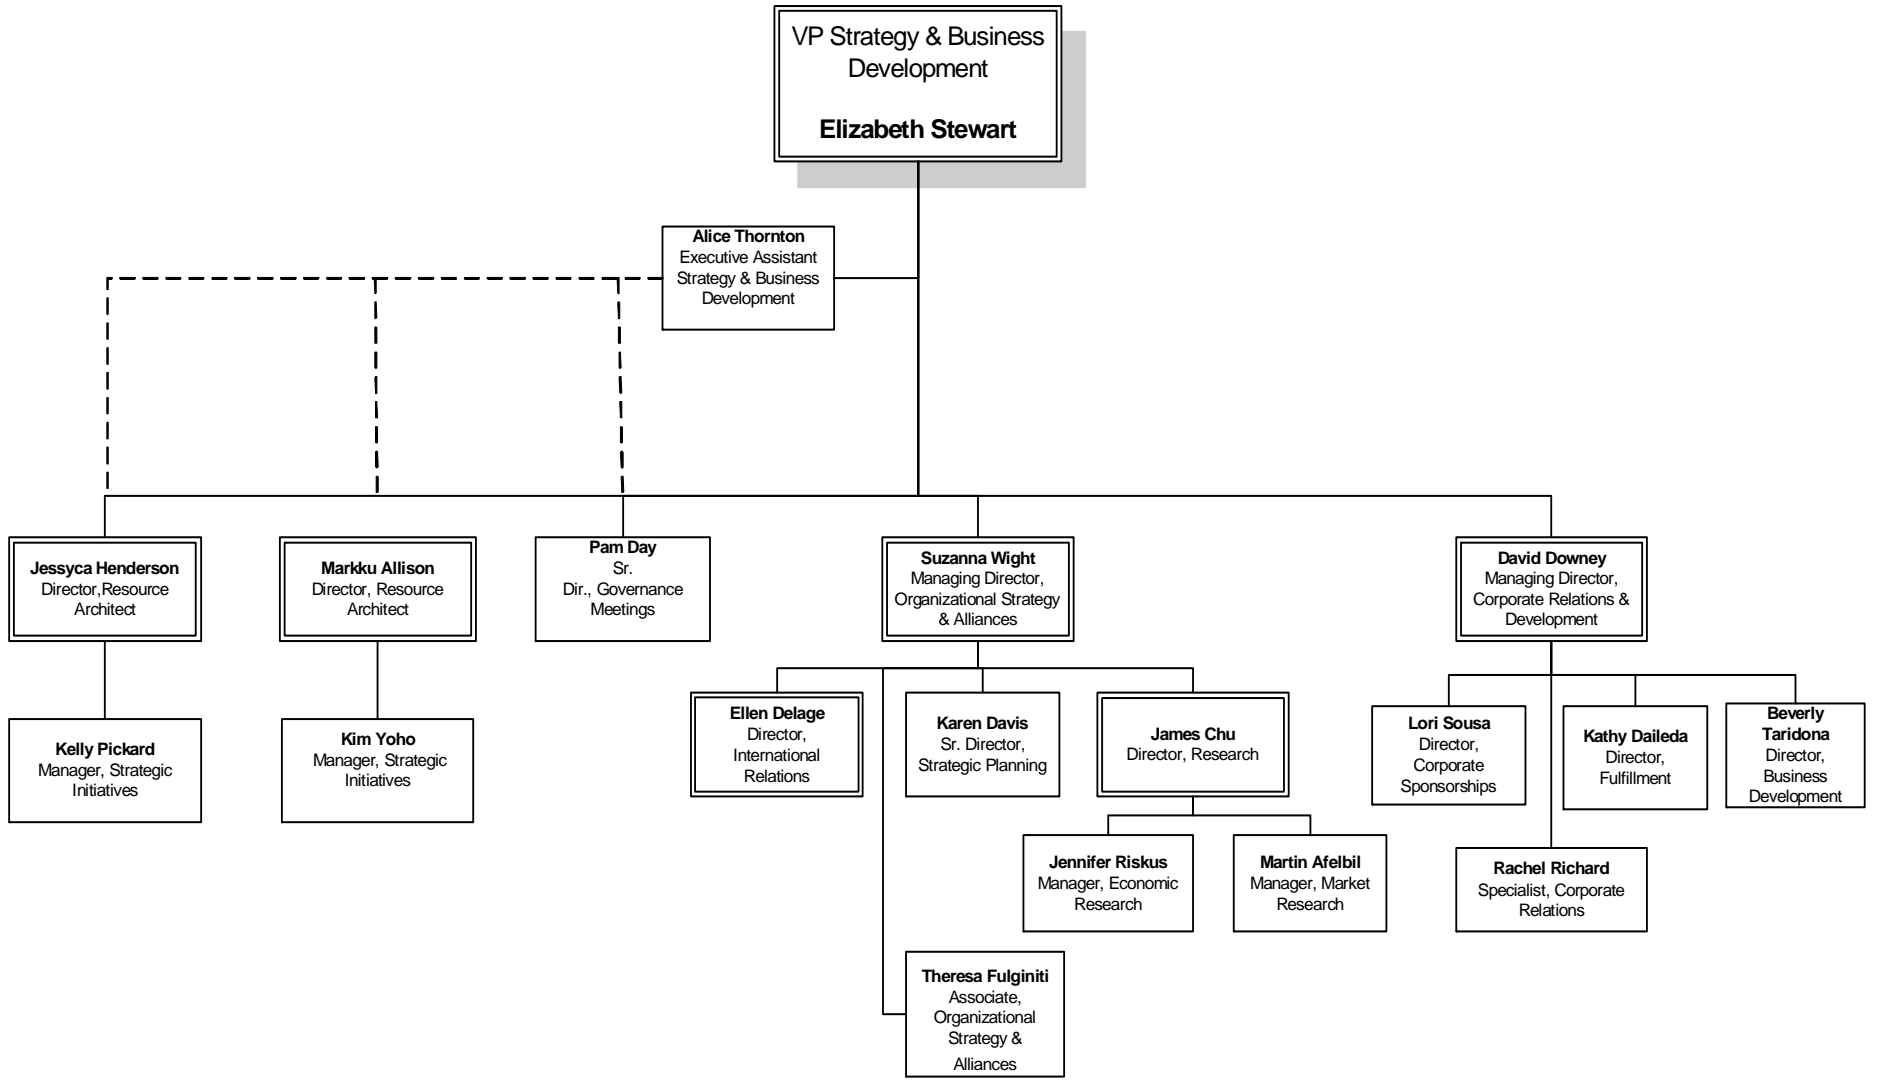 VP Strategy & Business
Development
Elizabeth Stewart
Alice Thornton
Executive Assistant
Strategy & Business
Development
Jessyca Henderson
Director,Resource
Architect
Markku Allison
Director, Resource
Architect
Pam Day
Sr.
Dir., Governance
Meetings
Suzanna Wight
Managing Director,
Organizational Strategy
& Alliances
David Downey
Managing Director,
Corporate Relations &
Development
Kelly Pickard
Manager, Strategic
Initiatives
Kim Yoho
Manager, Strategic
Initiatives
Ellen Delage
Director,
International
Relations
Karen Davis
Sr. Director,
Strategic Planning
James Chu
Director, Research
Lori Sousa
Director,
Corporate
Sponsorships
Kathy Daileda
Director,
Fulfillment
Beverly
Taridona
Director,
Business
Development
Jennifer Riskus
Manager, Economic
Research
Martin Afelbil
Manager, Market
Research
Rachel Richard
Specialist, Corporate
Relations
Theresa Fulginiti
Associate,
Organizational
Strategy &
Alliances